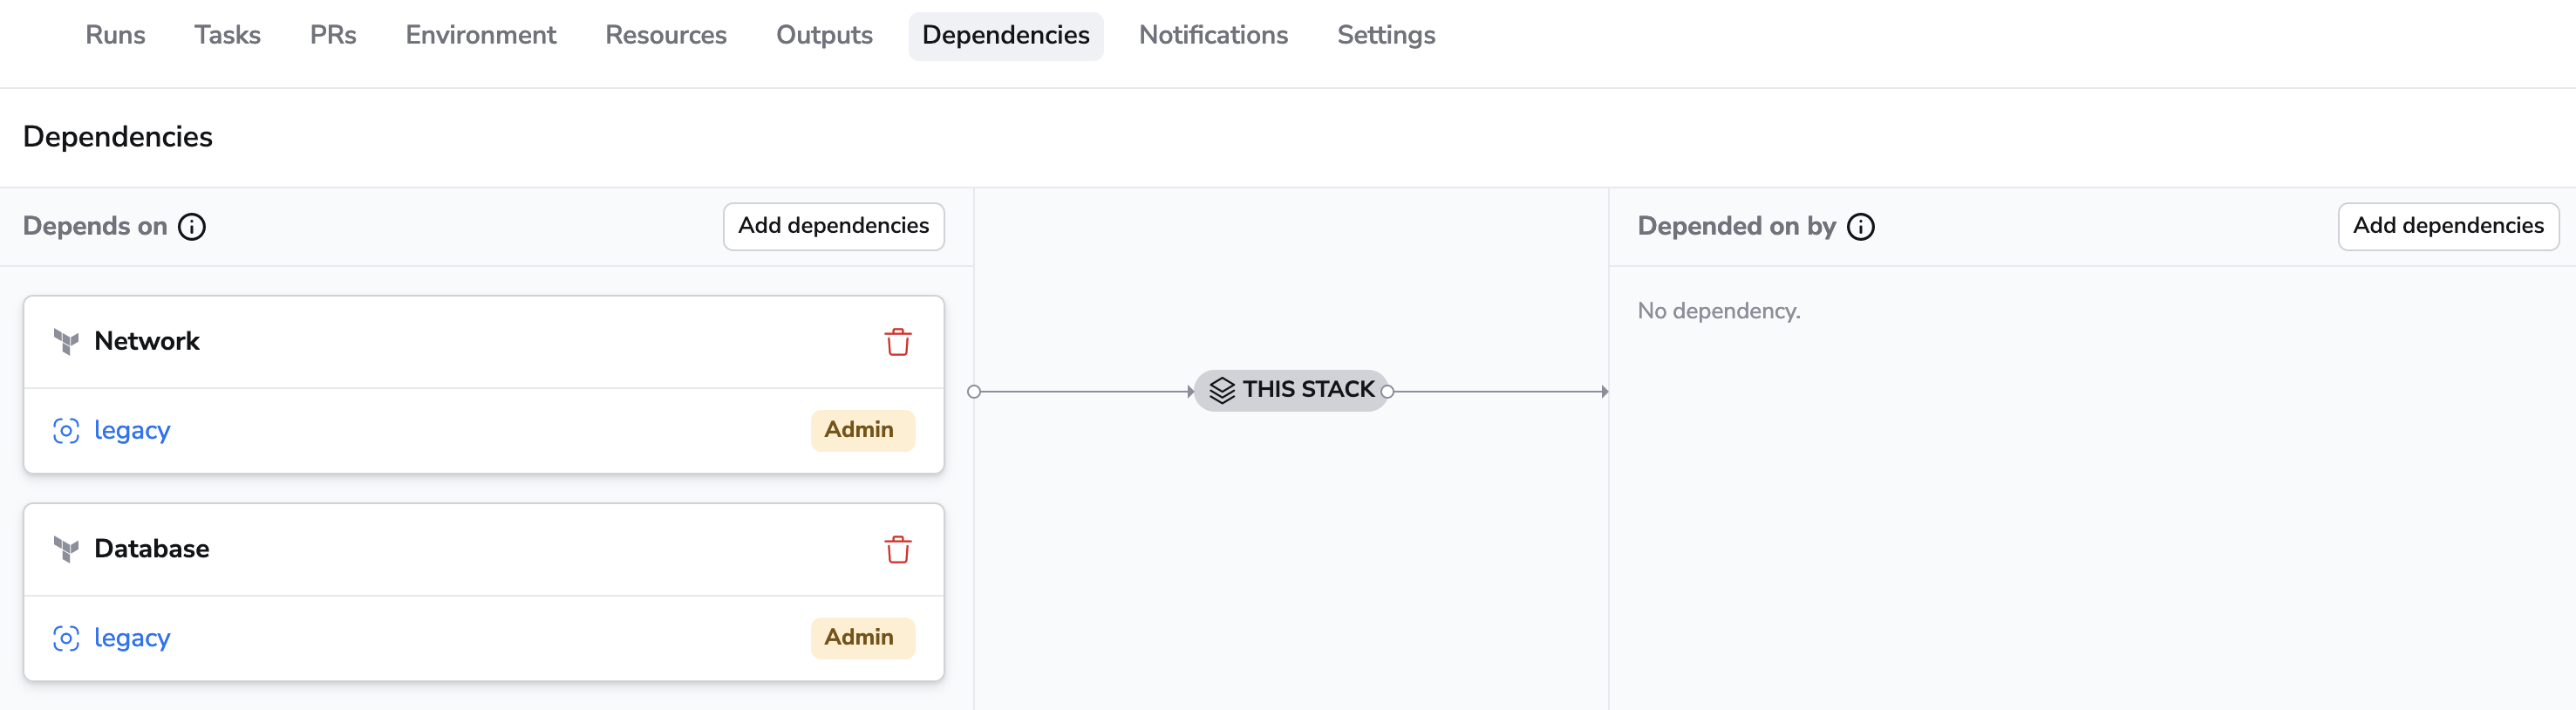 Runs Tasks PRs Environment Resources Outputs Dependencies Notifications Settings
Dependencies
Depends on Add dependencies
Network
legacy Admin
Database
legacy Admin
THIS STACK
Depended on by Add dependencies
No dependency.